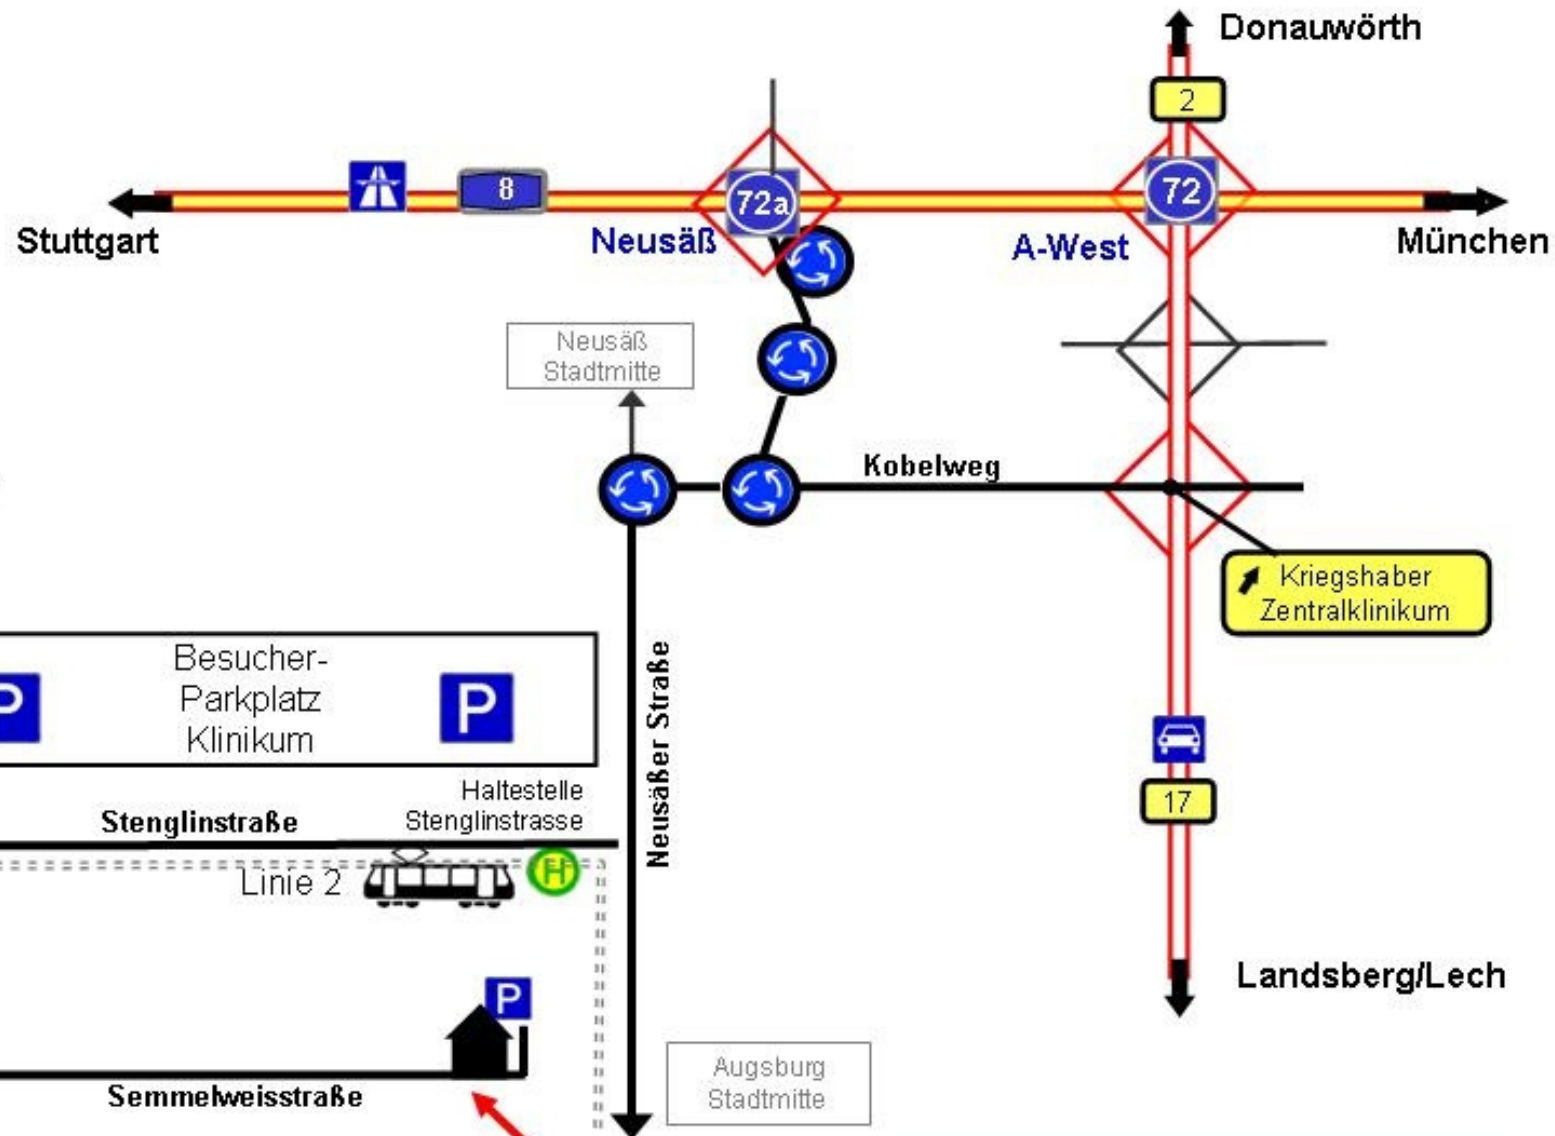 Donauwörth
2
8
72a
72
Stuttgart
Neusäß
A-West
München
Neusäß
Stadtmitte
Kobelweg
Kriegshaber
Zentralklinikum
Besucher-
Parkplatz
Klinikum
P
P
Neusäßer Straße
17
Haltestelle
Stenglinstrasse
Stenglinstraße
Linie 2
H
Landsberg/Lech
P
Augsburg
Stadtmitte
Semmelweisstraße